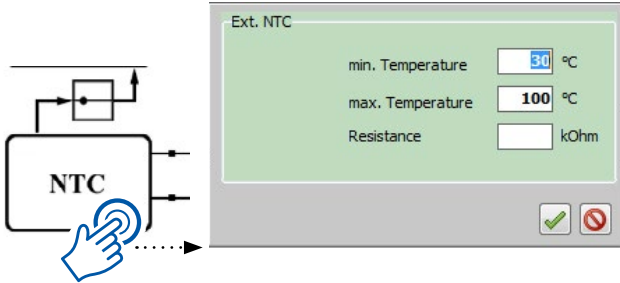 Ext. NTC
min. Temperature 30 °C
max. Temperature 100 °C
Resistance kOhm
NTC